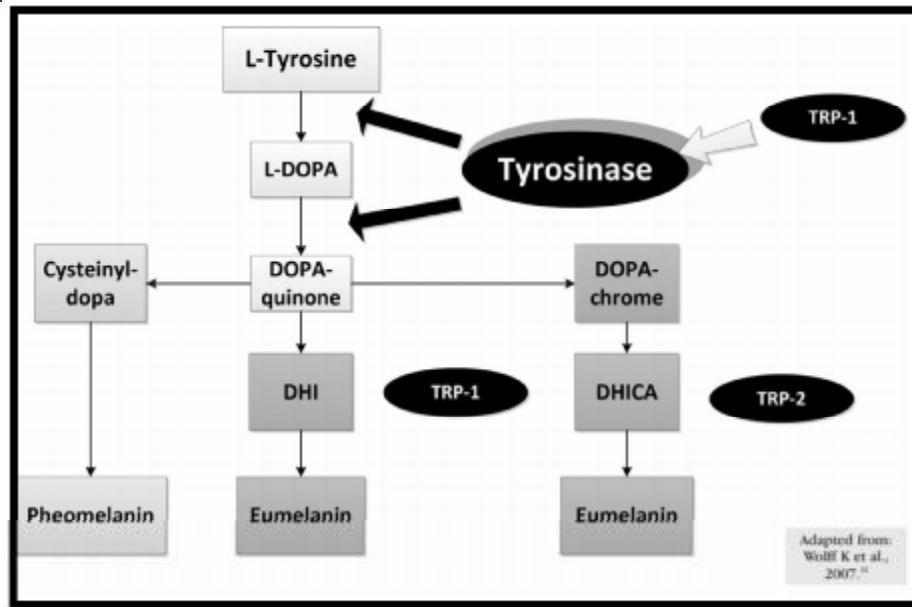 L-Tyrosine
TRP-1
Tyrosinase
L-DOPA
Cysteinyl-
dopa
DOPA-
quinone
DOPA-
chrome
DHI
TRP-1
DHICA
TRP-2
Pheomelanin
Eumelanin
Eumelanin
Adapted from:
Wolff K et al.,
2007.